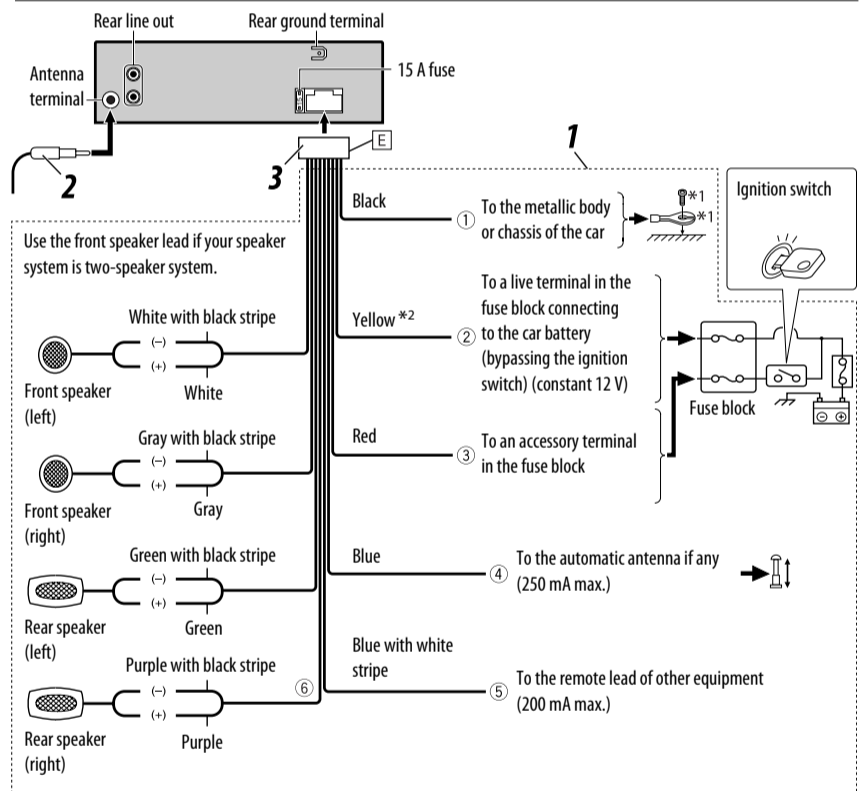 Rear line out
Rear ground terminal
Antenna
terminal
15 A fuse
E
2
3
1
Ignition switch
Black
①
To the metallic body
or chassis of the car
*1
*1
Use the front speaker lead if your speaker
system is two-speaker system.
Yellow *2
②
To a live terminal in the
fuse block connecting
to the car battery
(bypassing the ignition
switch) (constant 12 V)
Fuse block
White with black stripe
(–)
(+)
White
Front speaker
(left)
Red
③
To an accessory terminal
in the fuse block
Gray with black stripe
(–)
(+)
Gray
Front speaker
(right)
Blue
④
To the automatic antenna if any
(250 mA max.)
Green with black stripe
(–)
(+)
Green
Rear speaker
(left)
Blue with white
stripe
⑤
To the remote lead of other equipment
(200 mA max.)
Purple with black stripe
⑥
(–)
(+)
Purple
Rear speaker
(right)